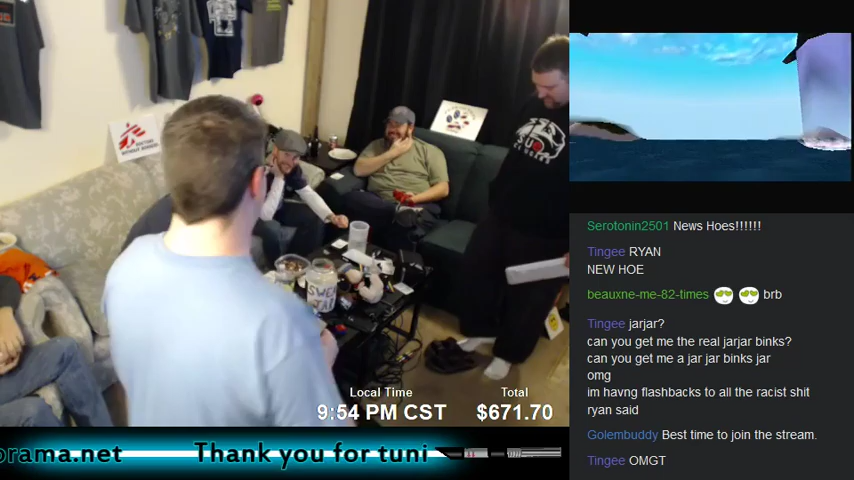 SWEAR
JAR
Local Time
9:54 PM CST
Total
$671.70
orama.net
Thank you for tuni
Serotonin2501 News Hoes!!!!!!
Tingee RYAN
NEW HOE
beauxne-me-82-times brb
Tingee jarjar?
can you get me the real jarjar binks?
can you get me a jar jar binks jar
omg
im havng flashbacks to all the racist shit
ryan said
Golembuddy Best time to join the stream.
Tingee OMGT